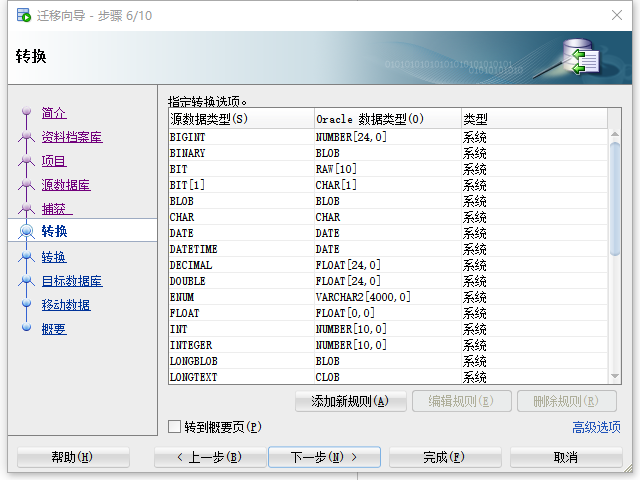 迁移向导 - 步骤 6/10
转换
0101010101010101010101010101
010101010101
简介
资料档案库
项目
源数据库
捕获
转换
转换
目标数据库
移动数据
概要
指定转换选项。
源数据类型(S) Oracle 数据类型(O) 类型
BIGINT NUMBER[24,0] 系统
BINARY BLOB 系统
BIT RAW[10] 系统
BIT[1] CHAR[1] 系统
BLOB BLOB 系统
CHAR CHAR 系统
DATE DATE 系统
DATETIME DATE 系统
DECIMAL FLOAT[24,0] 系统
DOUBLE FLOAT[24,0] 系统
ENUM VARCHAR2[4000,0] 系统
FLOAT FLOAT[0,0] 系统
INT NUMBER[10,0] 系统
INTEGER NUMBER[10,0] 系统
LONGBLOB BLOB 系统
LONGTEXT CLOB 系统
添加新规则(A) 编辑规则(E) 删除规则(R)
转到概要页(P) 高级选项
帮助(H) < 上一步(B) 下一步(N) > 完成(F) 取消